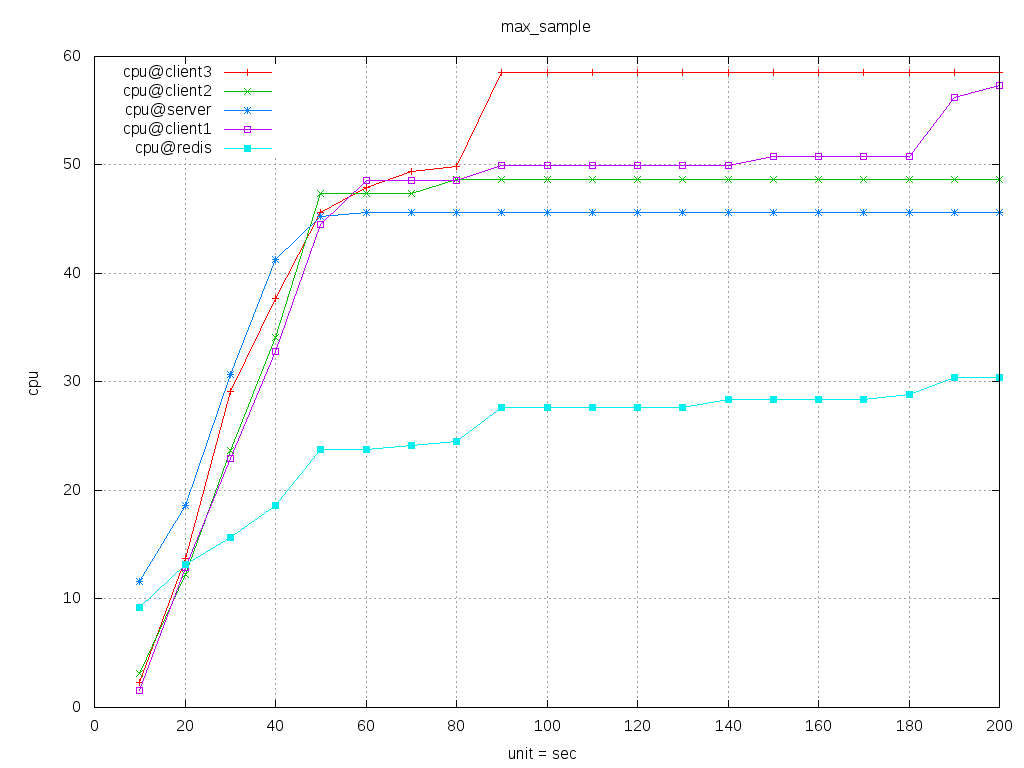 max_sample
60
50
40
30
20
10
0
cpu@client3
cpu@client2
cpu@server
cpu@client1
cpu@redis
cpu
0 20 40 60 80 100 120 140 160 180 200
unit = sec